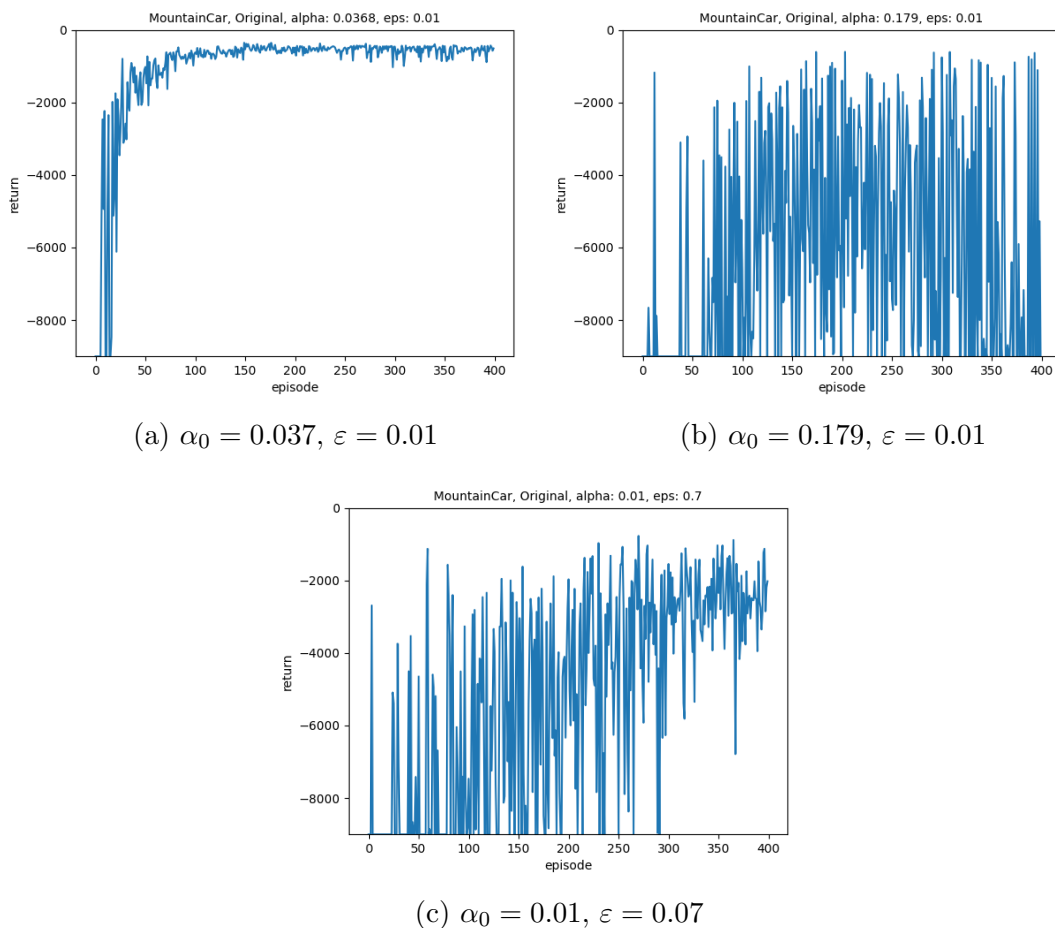 MountainCar, Original, alpha: 0.0368, eps: 0.01
0
−2000
−4000
−6000
−8000
return
0 50 100 150 200 250 300 350 400
episode
(a) α₀ = 0.037, ε = 0.01
MountainCar, Original, alpha: 0.179, eps: 0.01
0
−2000
−4000
−6000
−8000
return
0 50 100 150 200 250 300 350 400
episode
(b) α₀ = 0.179, ε = 0.01
MountainCar, Original, alpha: 0.01, eps: 0.7
0
−2000
−4000
−6000
−8000
return
0 50 100 150 200 250 300 350 400
episode
(c) α₀ = 0.01, ε = 0.07